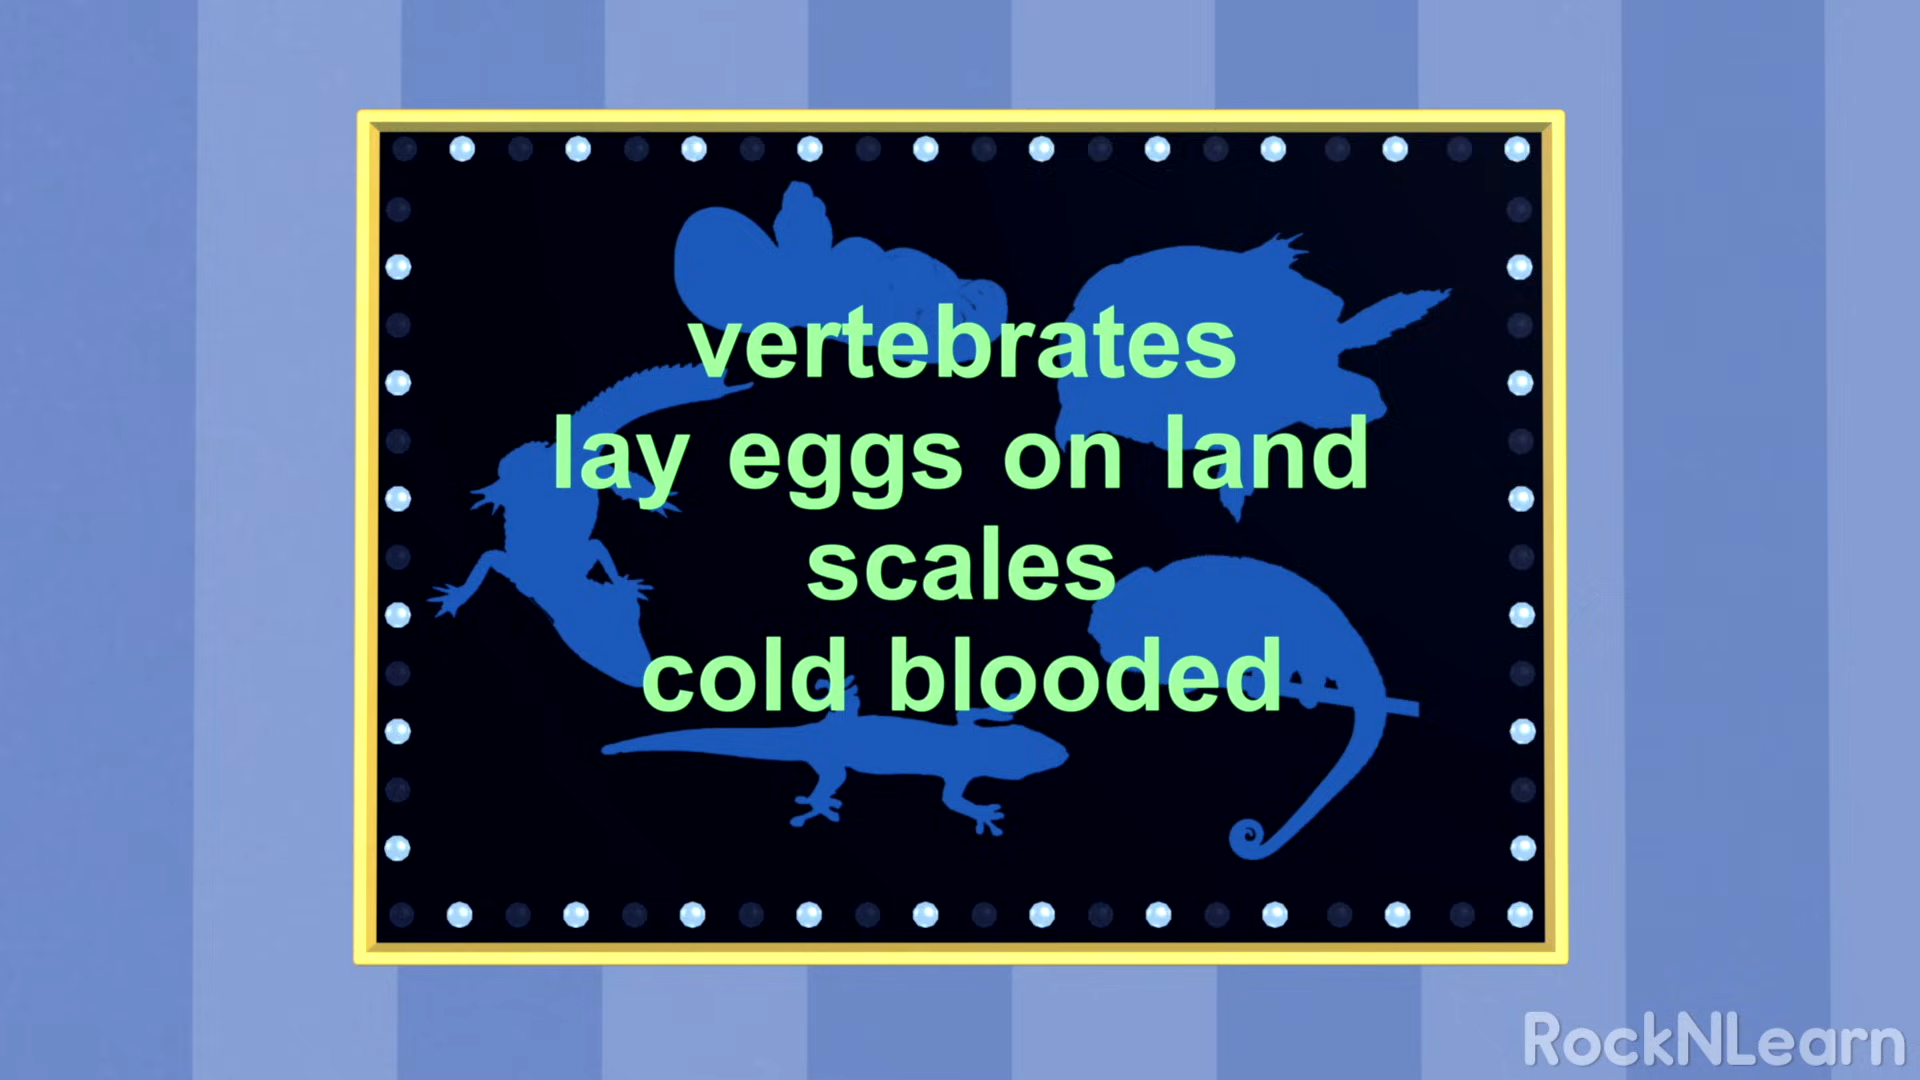 vertebrates
lay eggs on land
scales
cold blooded
RockNLearn